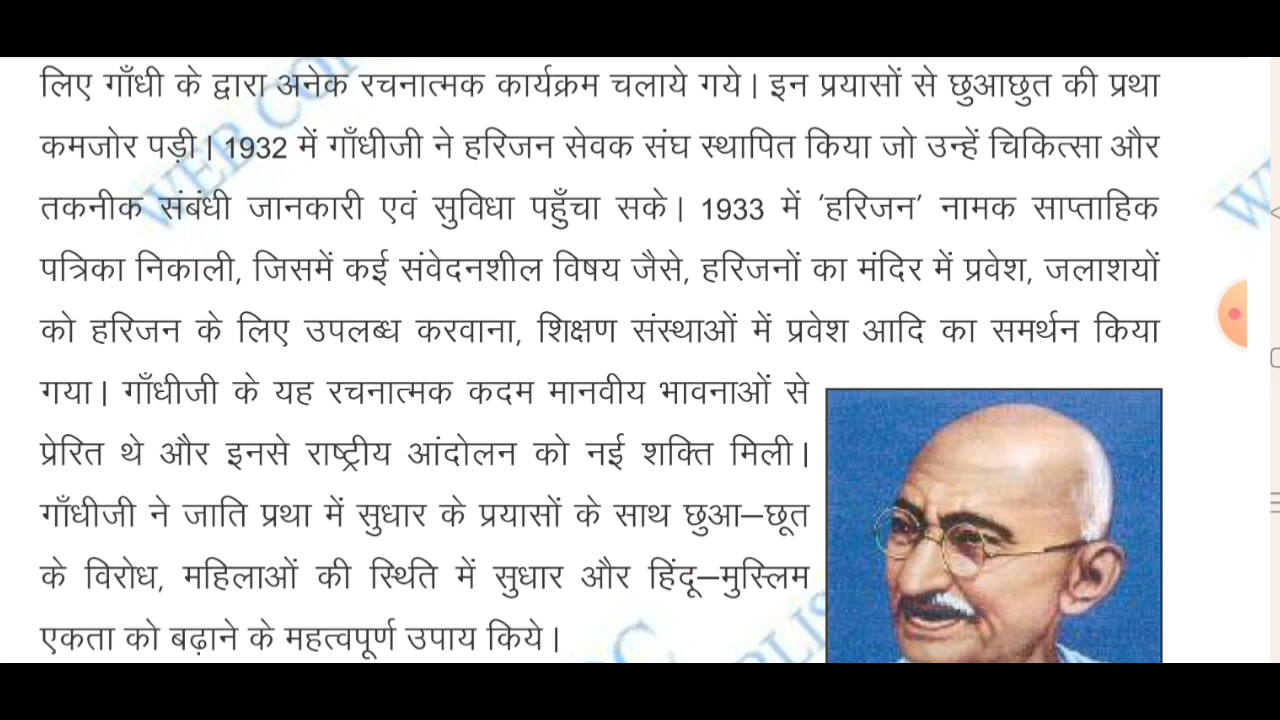 लिए गाँधी के द्वारा अनेक रचनात्मक कार्यक्रम चलाये गये। इन प्रयासों से छुआछुत की प्रथा
कमजोर पड़ी। 1932 में गाँधीजी ने हरिजन सेवक संघ स्थापित किया जो उन्हें चिकित्सा और
तकनीक संबंधी जानकारी एवं सुविधा पहुँचा सके। 1933 में ‘हरिजन’ नामक साप्ताहिक
पत्रिका निकाली, जिसमें कई संवेदनशील विषय जैसे, हरिजनों का मंदिर में प्रवेश, जलाशयों
को हरिजन के लिए उपलब्ध करवाना, शिक्षण संस्थाओं में प्रवेश आदि का समर्थन किया
गया। गाँधीजी के यह रचनात्मक कदम मानवीय भावनाओं से
प्रेरित थे और इनसे राष्ट्रीय आंदोलन को नई शक्ति मिली।
गाँधीजी ने जाति प्रथा में सुधार के प्रयासों के साथ छुआ–छूत
के विरोध, महिलाओं की स्थिति में सुधार और हिंदू–मुस्लिम
एकता को बढ़ाने के महत्वपूर्ण उपाय किये।